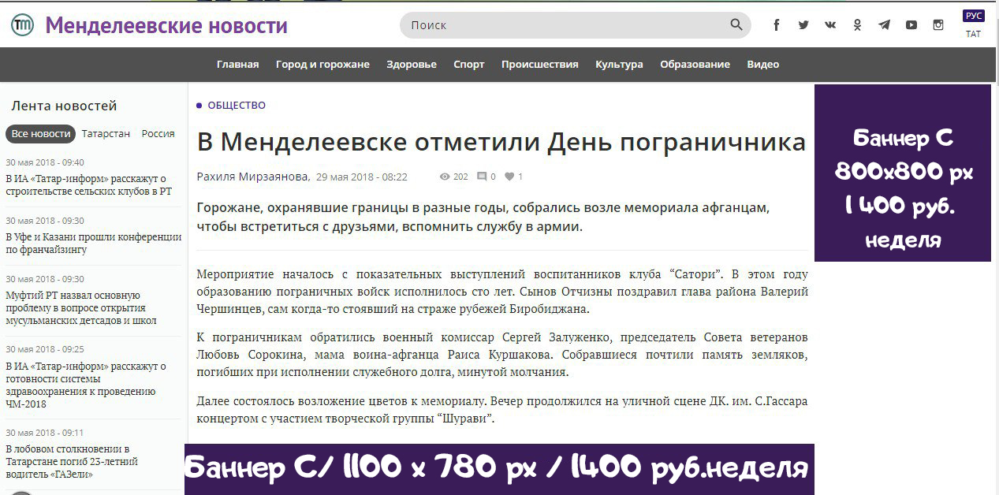 ТМ Менделеевские новости
Поиск
РУС
ТАТ
Главная Город и горожане Здоровье Спорт Происшествия Культура Образование Видео
Лента новостей
Все новости Татарстан Россия
30 мая 2018 - 09:40
В ИА «Татар-информ» расскажут о
строительстве сельских клубов в РТ
30 мая 2018 - 09:30
В Уфе и Казани прошли конференции
по франчайзингу
30 мая 2018 - 09:30
Муфтий РТ назвал основную
проблему в вопросе открытия
мусульманских детсадов и школ
30 мая 2018 - 09:25
В ИА «Татар-информ» расскажут о
готовности системы
здравоохранения к проведению
ЧМ-2018
30 мая 2018 - 09:11
В лобовом столкновении в
Татарстане погиб 23-летний
водитель «ГАЗели»
ОБЩЕСТВО
В Менделеевске отметили День пограничника
Рахиля Мирзаянова, 29 мая 2018 - 08:22 202 0 1
Горожане, охранявшие границы в разные годы, собрались возле мемориала афганцам,
чтобы встретиться с друзьями, вспомнить службу в армии.
Мероприятие началось с показательных выступлений воспитанников клуба “Сатори”. В этом году
образованию пограничных войск исполнилось сто лет. Сынов Отчизны поздравил глава района Валерий
Чершинцев, сам когда-то стоявший на страже рубежей Биробиджана.
К пограничникам обратились военный комиссар Сергей Залуженко, председатель Совета ветеранов
Любовь Сорокина, мама воина-афганца Раиса Куршакова. Собравшиеся почтили память земляков,
погибших при исполнении служебного долга, минутой молчания.
Далее состоялось возложение цветов к мемориалу. Вечер продолжился на уличной сцене ДК. им. С.Гассара
концертом с участием творческой группы “Шурави”.
Баннер С/ 1100 х 780 px / 1400 руб.неделя
Баннер С
800х800 px
1 400 руб.
неделя